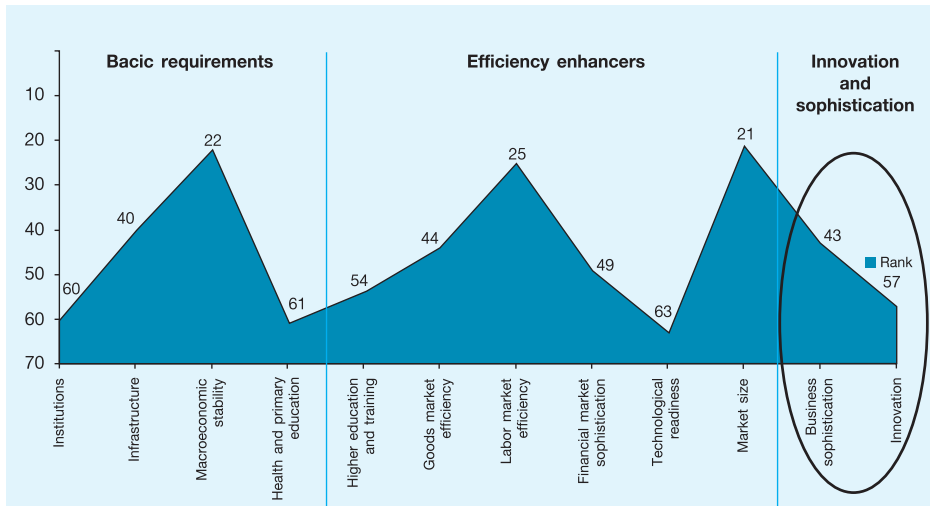 Bacic requirements
Efficiency enhancers
Innovation
and
sophistication
10
20
30
40
50
60
70
60
40
22
61
54
44
25
49
63
21
43
57
Rank
Institutions
Infrastructure
Macroeconomic
stability
Health and primary
education
Higher education
and training
Goods market
efficiency
Labor market
efficiency
Financial market
sophistication
Technological
readiness
Market size
Business
sophistication
Innovation